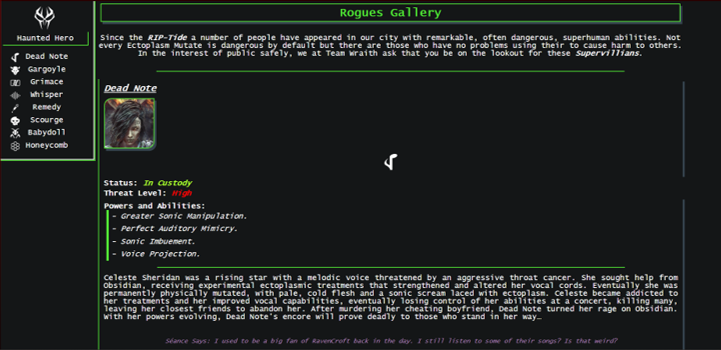 Rogues Gallery
Haunted Hero
Dead Note
Gargoyle
Grimace
Whisper
Remedy
Scourge
Babydoll
Honeycomb
Since the RIP-Tide a number of people have appeared in our city with remarkable, often dangerous, superhuman abilities. Not
every Ectoplasm Mutate is dangerous by default but there are those who have no problems using their to cause harm to others.
In the interest of public safely, we at Team Wraith ask that you be on the lookout for these Supervillians.
Dead Note
Status: In Custody
Threat Level: High
Powers and Abilities:
- Greater Sonic Manipulation.
- Perfect Auditory Mimicry.
- Sonic Imbuement.
- Voice Projection.
Celeste Sheridan was a rising star with a melodic voice threatened by an aggressive throat cancer. She sought help from
Obsidian, receiving experimental ectoplasmic treatments that strengthened and altered her vocal cords. Eventually she was
permanently physically mutated, with pale, cold flesh and a sonic scream laced with ectoplasm. Celeste became addicted to
her treatments and her improved vocal capabilities, eventually losing control of her abilities at a concert, killing many,
leaving her closest friends to abandon her. After murdering her cheating boyfriend, Dead Note turned her rage on Obsidian.
With her powers evolving, Dead Note's encore will prove deadly to those who stand in her way…
Séance Says: I used to be a big fan of RavenCroft back in the day. I still listen to some of their songs? Is that weird?